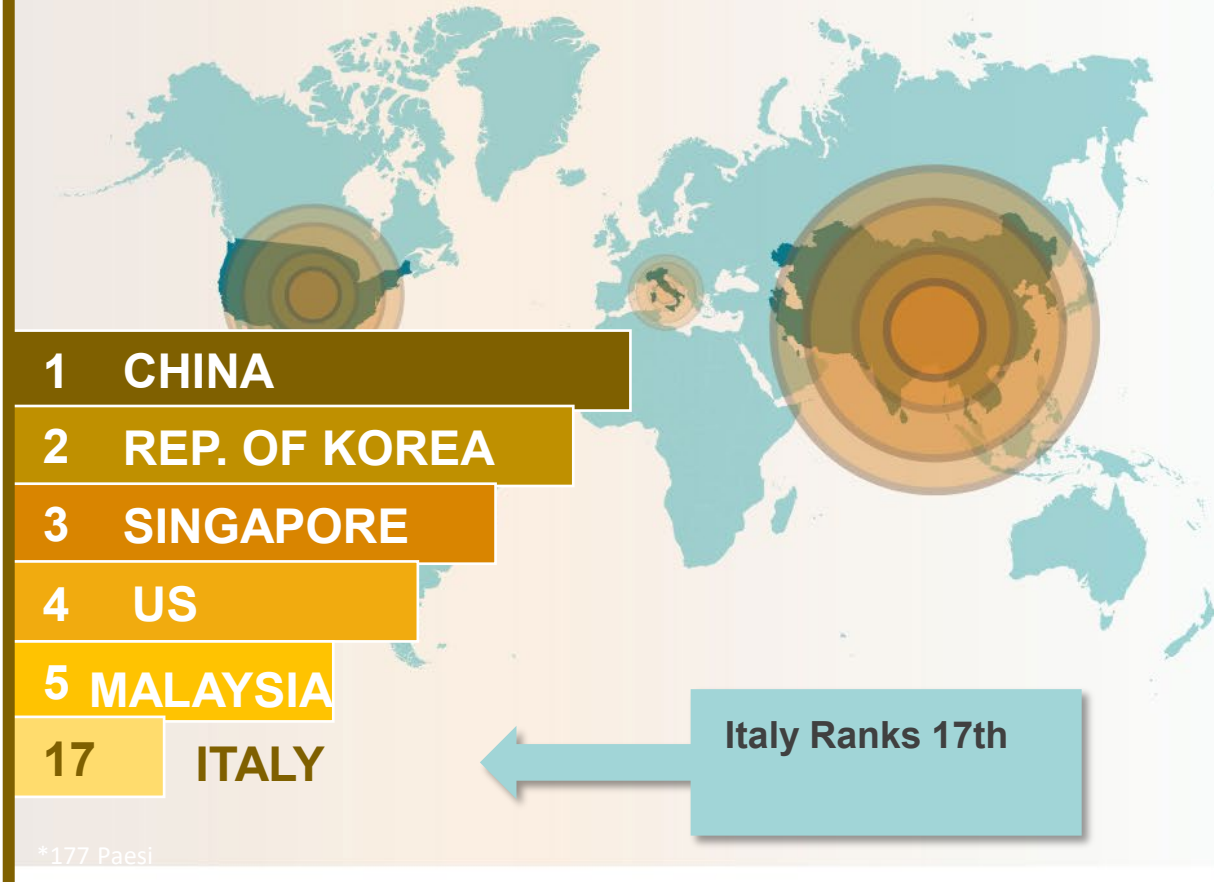 1 CHINA
2 REP. OF KOREA
3 SINGAPORE
4 US
5 MALAYSIA
17 ITALY
Italy Ranks 17th
*177 Paesi